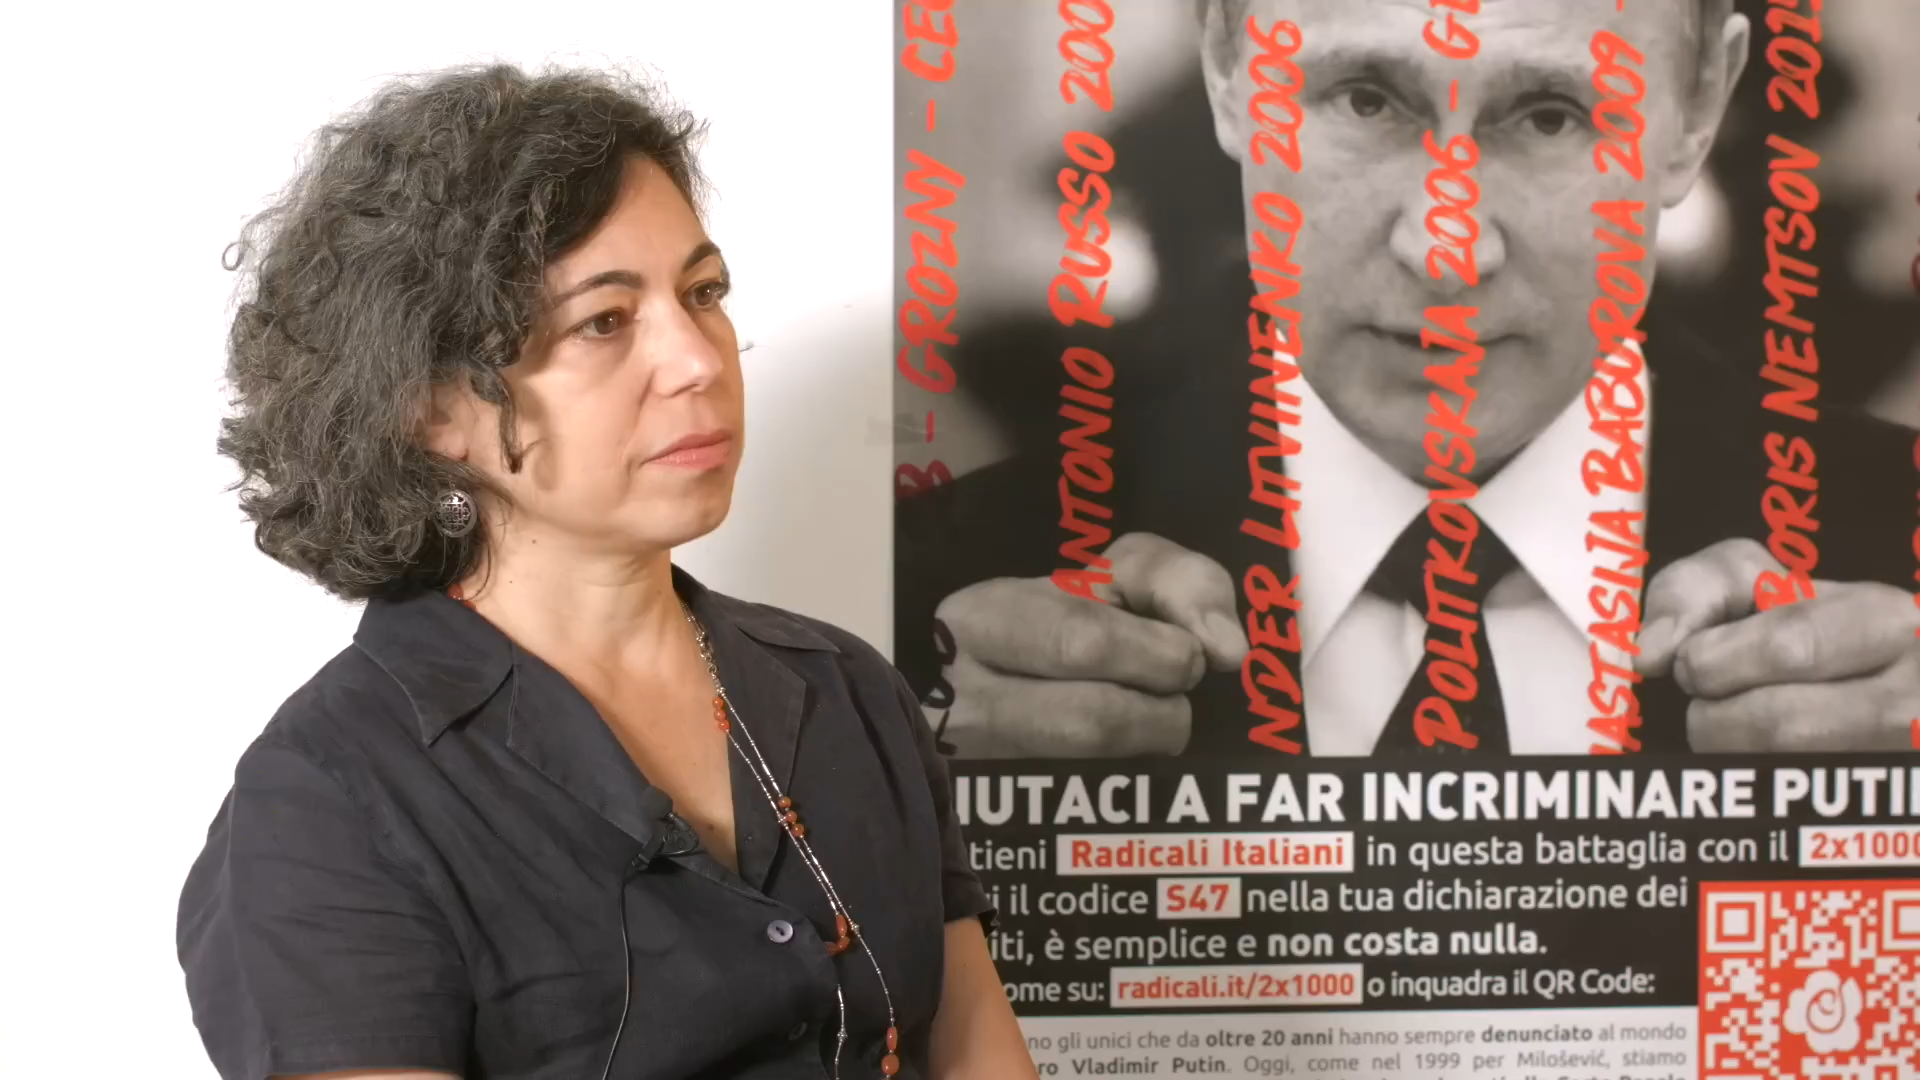 B - GROZNY - CE
ANTONIO RUSSO 200
NDER LITVINENKO 2006
POLITKOVSKAJA 2006 - G
ASTASIJA BABUROVA 2009 -
BORIS NEMTSOV 201
IUTACI A FAR INCRIMINARE PUTI
tieni Radicali Italiani in questa battaglia con il 2x1000
i il codice S47 nella tua dichiarazione dei
iti, è semplice e non costa nulla.
ome su: radicali.it/2x1000 o inquadra il QR Code:
no gli unici che da oltre 20 anni hanno sempre denunciato al mondo
ro Vladimir Putin. Oggi, come nel 1999 per Milošević, stiamo